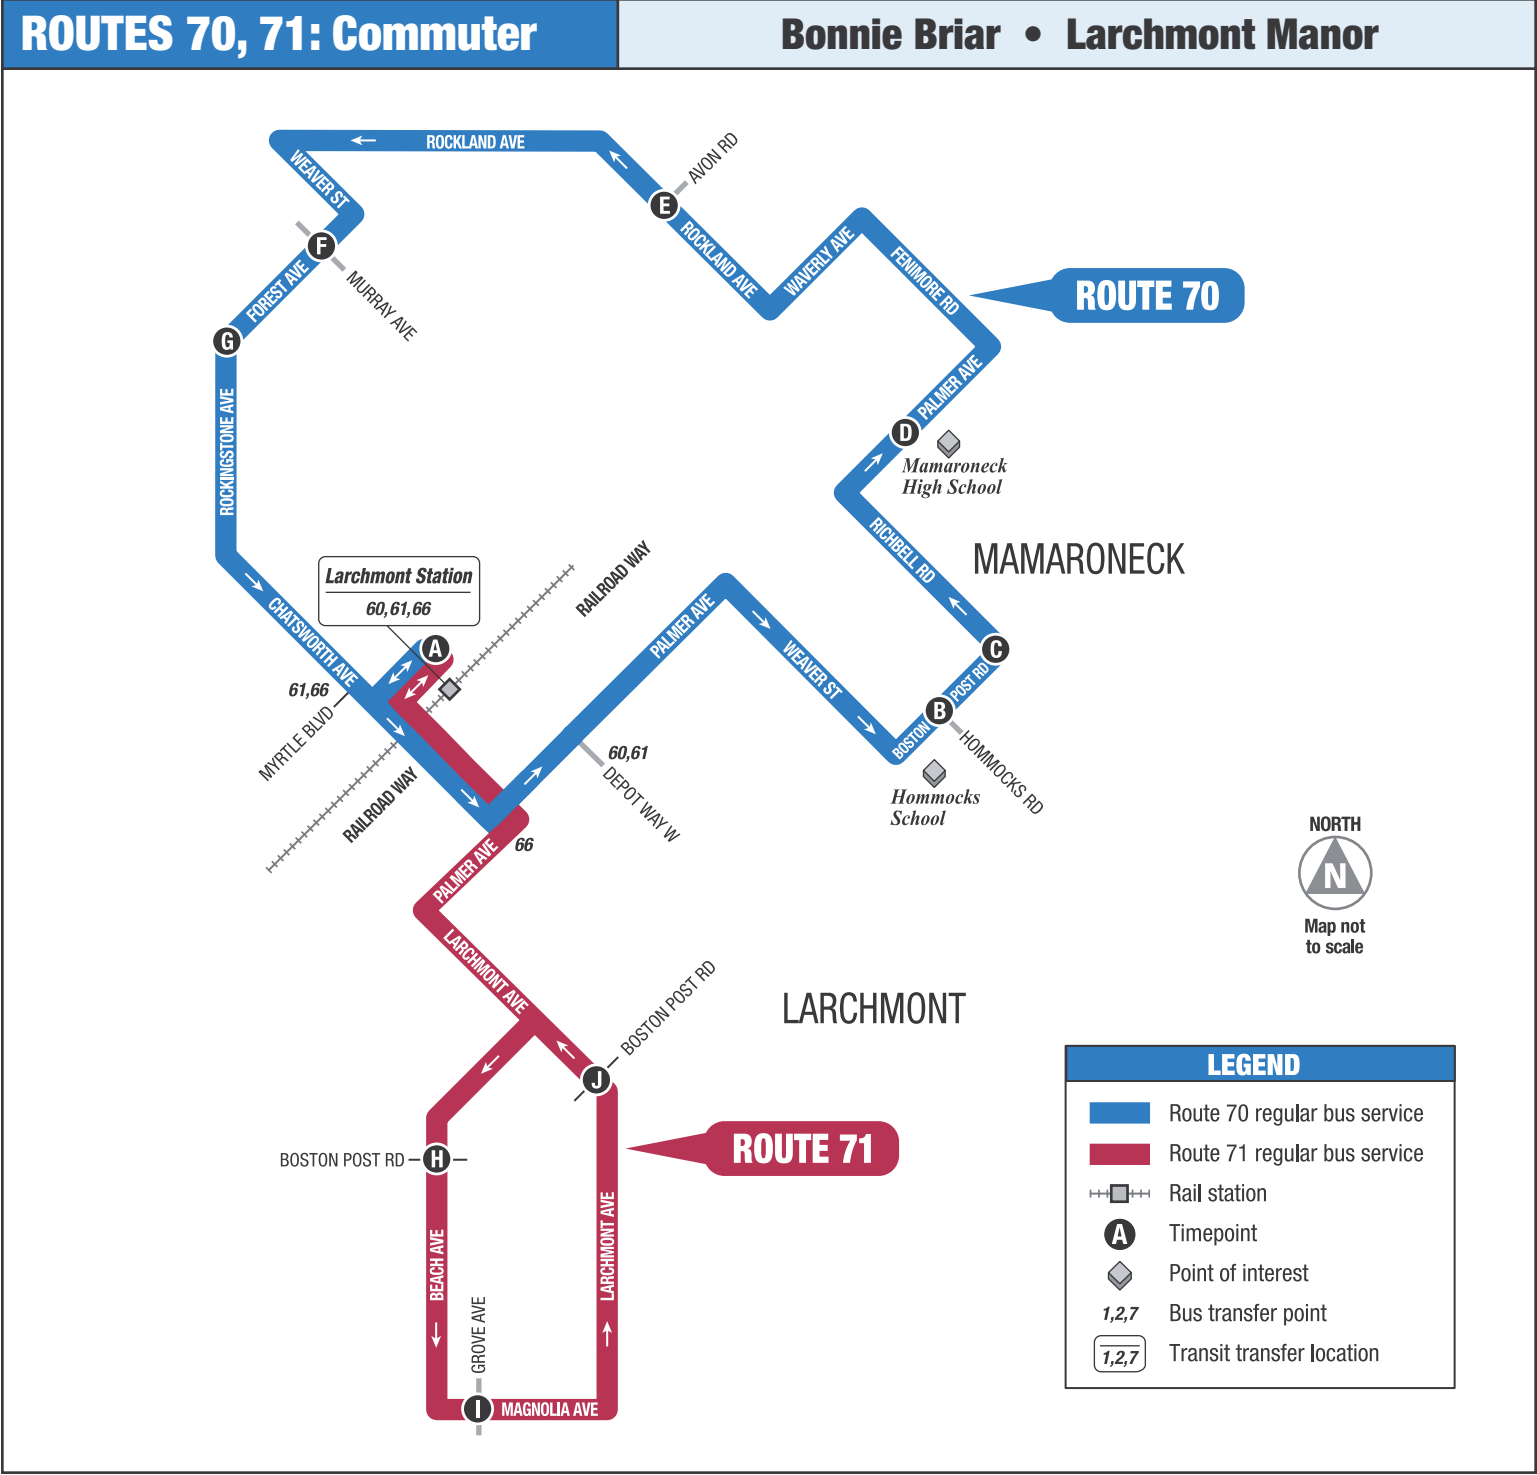 ROUTES 70, 71: Commuter
Bonnie Briar • Larchmont Manor
ROCKLAND AVE
AVON RD
WEAVER ST
E
ROCKLAND AVE
WAVERLY AVE
FENIMORE RD
F
FOREST AVE
MURRAY AVE
ROUTE 70
G
PALMER AVE
D
Mamaroneck
High School
ROCKINGSTONE AVE
RICHBELL RD
MAMARONECK
Larchmont Station
60,61,66
RAILROAD WAY
CHATSWORTH AVE
A
PALMER AVE
WEAVER ST
C
POST RD
B
BOSTON
61,66
MYRTLE BLVD
RAILROAD WAY
60,61
DEPOT WAY W
HOMMOCKS RD
Hommocks
School
66
PALMER AVE
NORTH
N
Map not
to scale
LARCHMONT AVE
LARCHMONT
BOSTON POST RD
J
BOSTON POST RD
H
ROUTE 71
BEACH AVE
LARCHMONT AVE
GROVE AVE
I
MAGNOLIA AVE
LEGEND
Route 70 regular bus service
Route 71 regular bus service
Rail station
A Timepoint
Point of interest
1,2,7 Bus transfer point
1,2,7 Transit transfer location